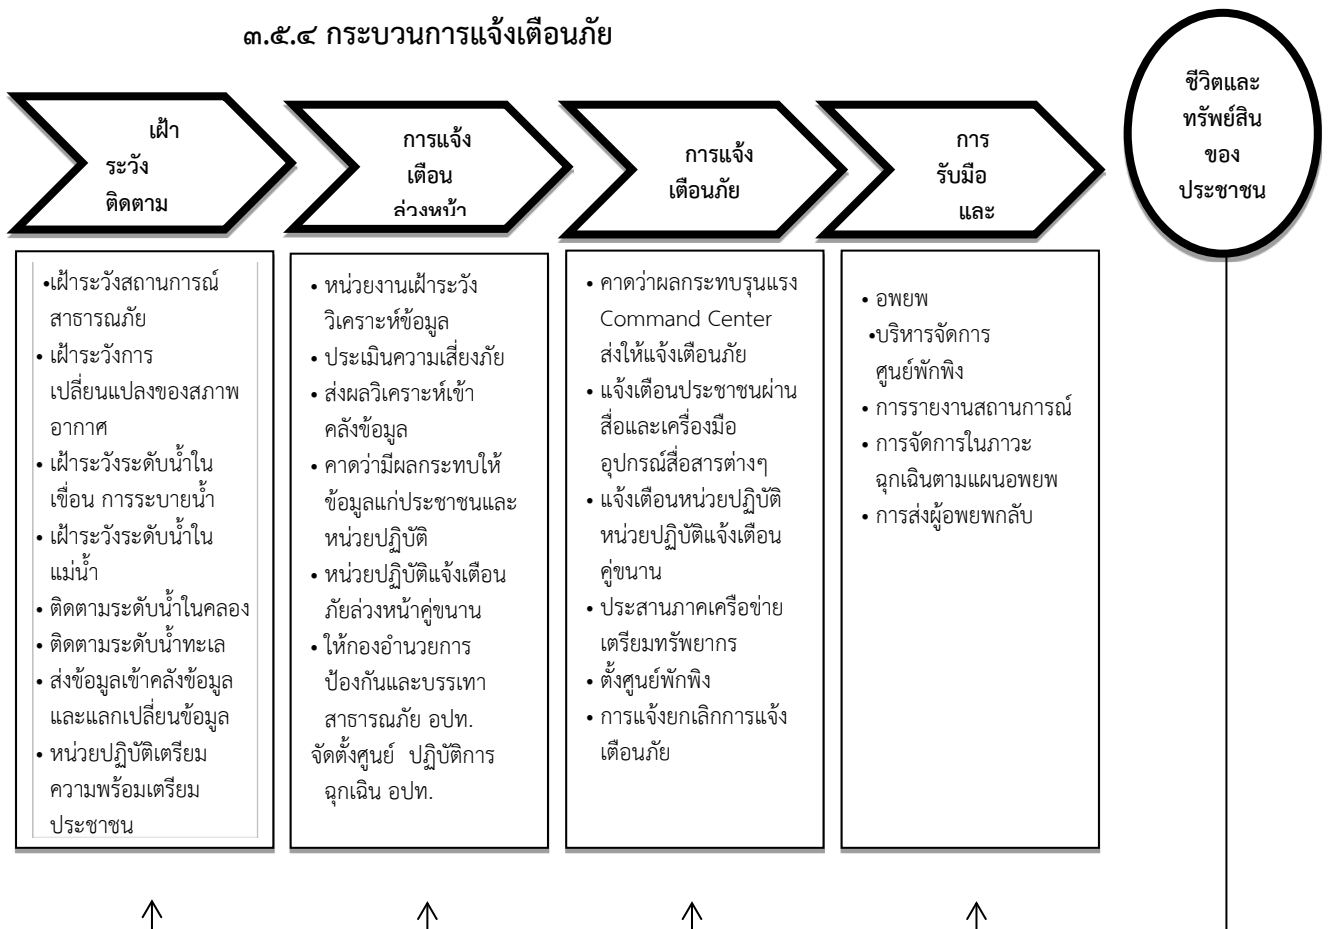 ๓.๕.๔ กระบวนการแจ้งเตือนภัย
เฝ้า
ระวัง
ติดตาม
การแจ้ง
เตือน
ล่วงหน้า
การแจ้ง
เตือนภัย
การ
รับมือ
และ
ชีวิตและ
ทรัพย์สิน
ของ
ประชาชน
•เฝ้าระวังสถานการณ์
สาธารณภัย
• เฝ้าระวังการ
เปลี่ยนแปลงของสภาพ
อากาศ
• เฝ้าระวังระดับน้ำใน
เขื่อน การระบายน้ำ
• เฝ้าระวังระดับน้ำใน
แม่น้ำ
• ติดตามระดับน้ำในคลอง
• ติดตามระดับน้ำทะเล
• ส่งข้อมูลเข้าคลังข้อมูล
และแลกเปลี่ยนข้อมูล
• หน่วยปฏิบัติเตรียม
ความพร้อมเตรียม
ประชาชน
• หน่วยงานเฝ้าระวัง
วิเคราะห์ข้อมูล
• ประเมินความเสี่ยงภัย
• ส่งผลวิเคราะห์เข้า
คลังข้อมูล
• คาดว่ามีผลกระทบให้
ข้อมูลแก่ประชาชนและ
หน่วยปฏิบัติ
• หน่วยปฏิบัติแจ้งเตือน
ภัยล่วงหน้าคู่ขนาน
• ให้กองอำนวยการ
ป้องกันและบรรเทา
สาธารณภัย อปท.
จัดตั้งศูนย์ ปฏิบัติการ
ฉุกเฉิน อปท.
• คาดว่าผลกระทบรุนแรง
Command Center
ส่งให้แจ้งเตือนภัย
• แจ้งเตือนประชาชนผ่าน
สื่อและเครื่องมือ
อุปกรณ์สื่อสารต่างๆ
• แจ้งเตือนหน่วยปฏิบัติ
หน่วยปฏิบัติแจ้งเตือน
คู่ขนาน
• ประสานภาคเครือข่าย
เตรียมทรัพยากร
• ตั้งศูนย์พักพิง
• การแจ้งยกเลิกการแจ้ง
เตือนภัย
• อพยพ
•บริหารจัดการ
ศูนย์พักพิง
• การรายงานสถานการณ์
• การจัดการในภาวะ
ฉุกเฉินตามแผนอพยพ
• การส่งผู้อพยพกลับ